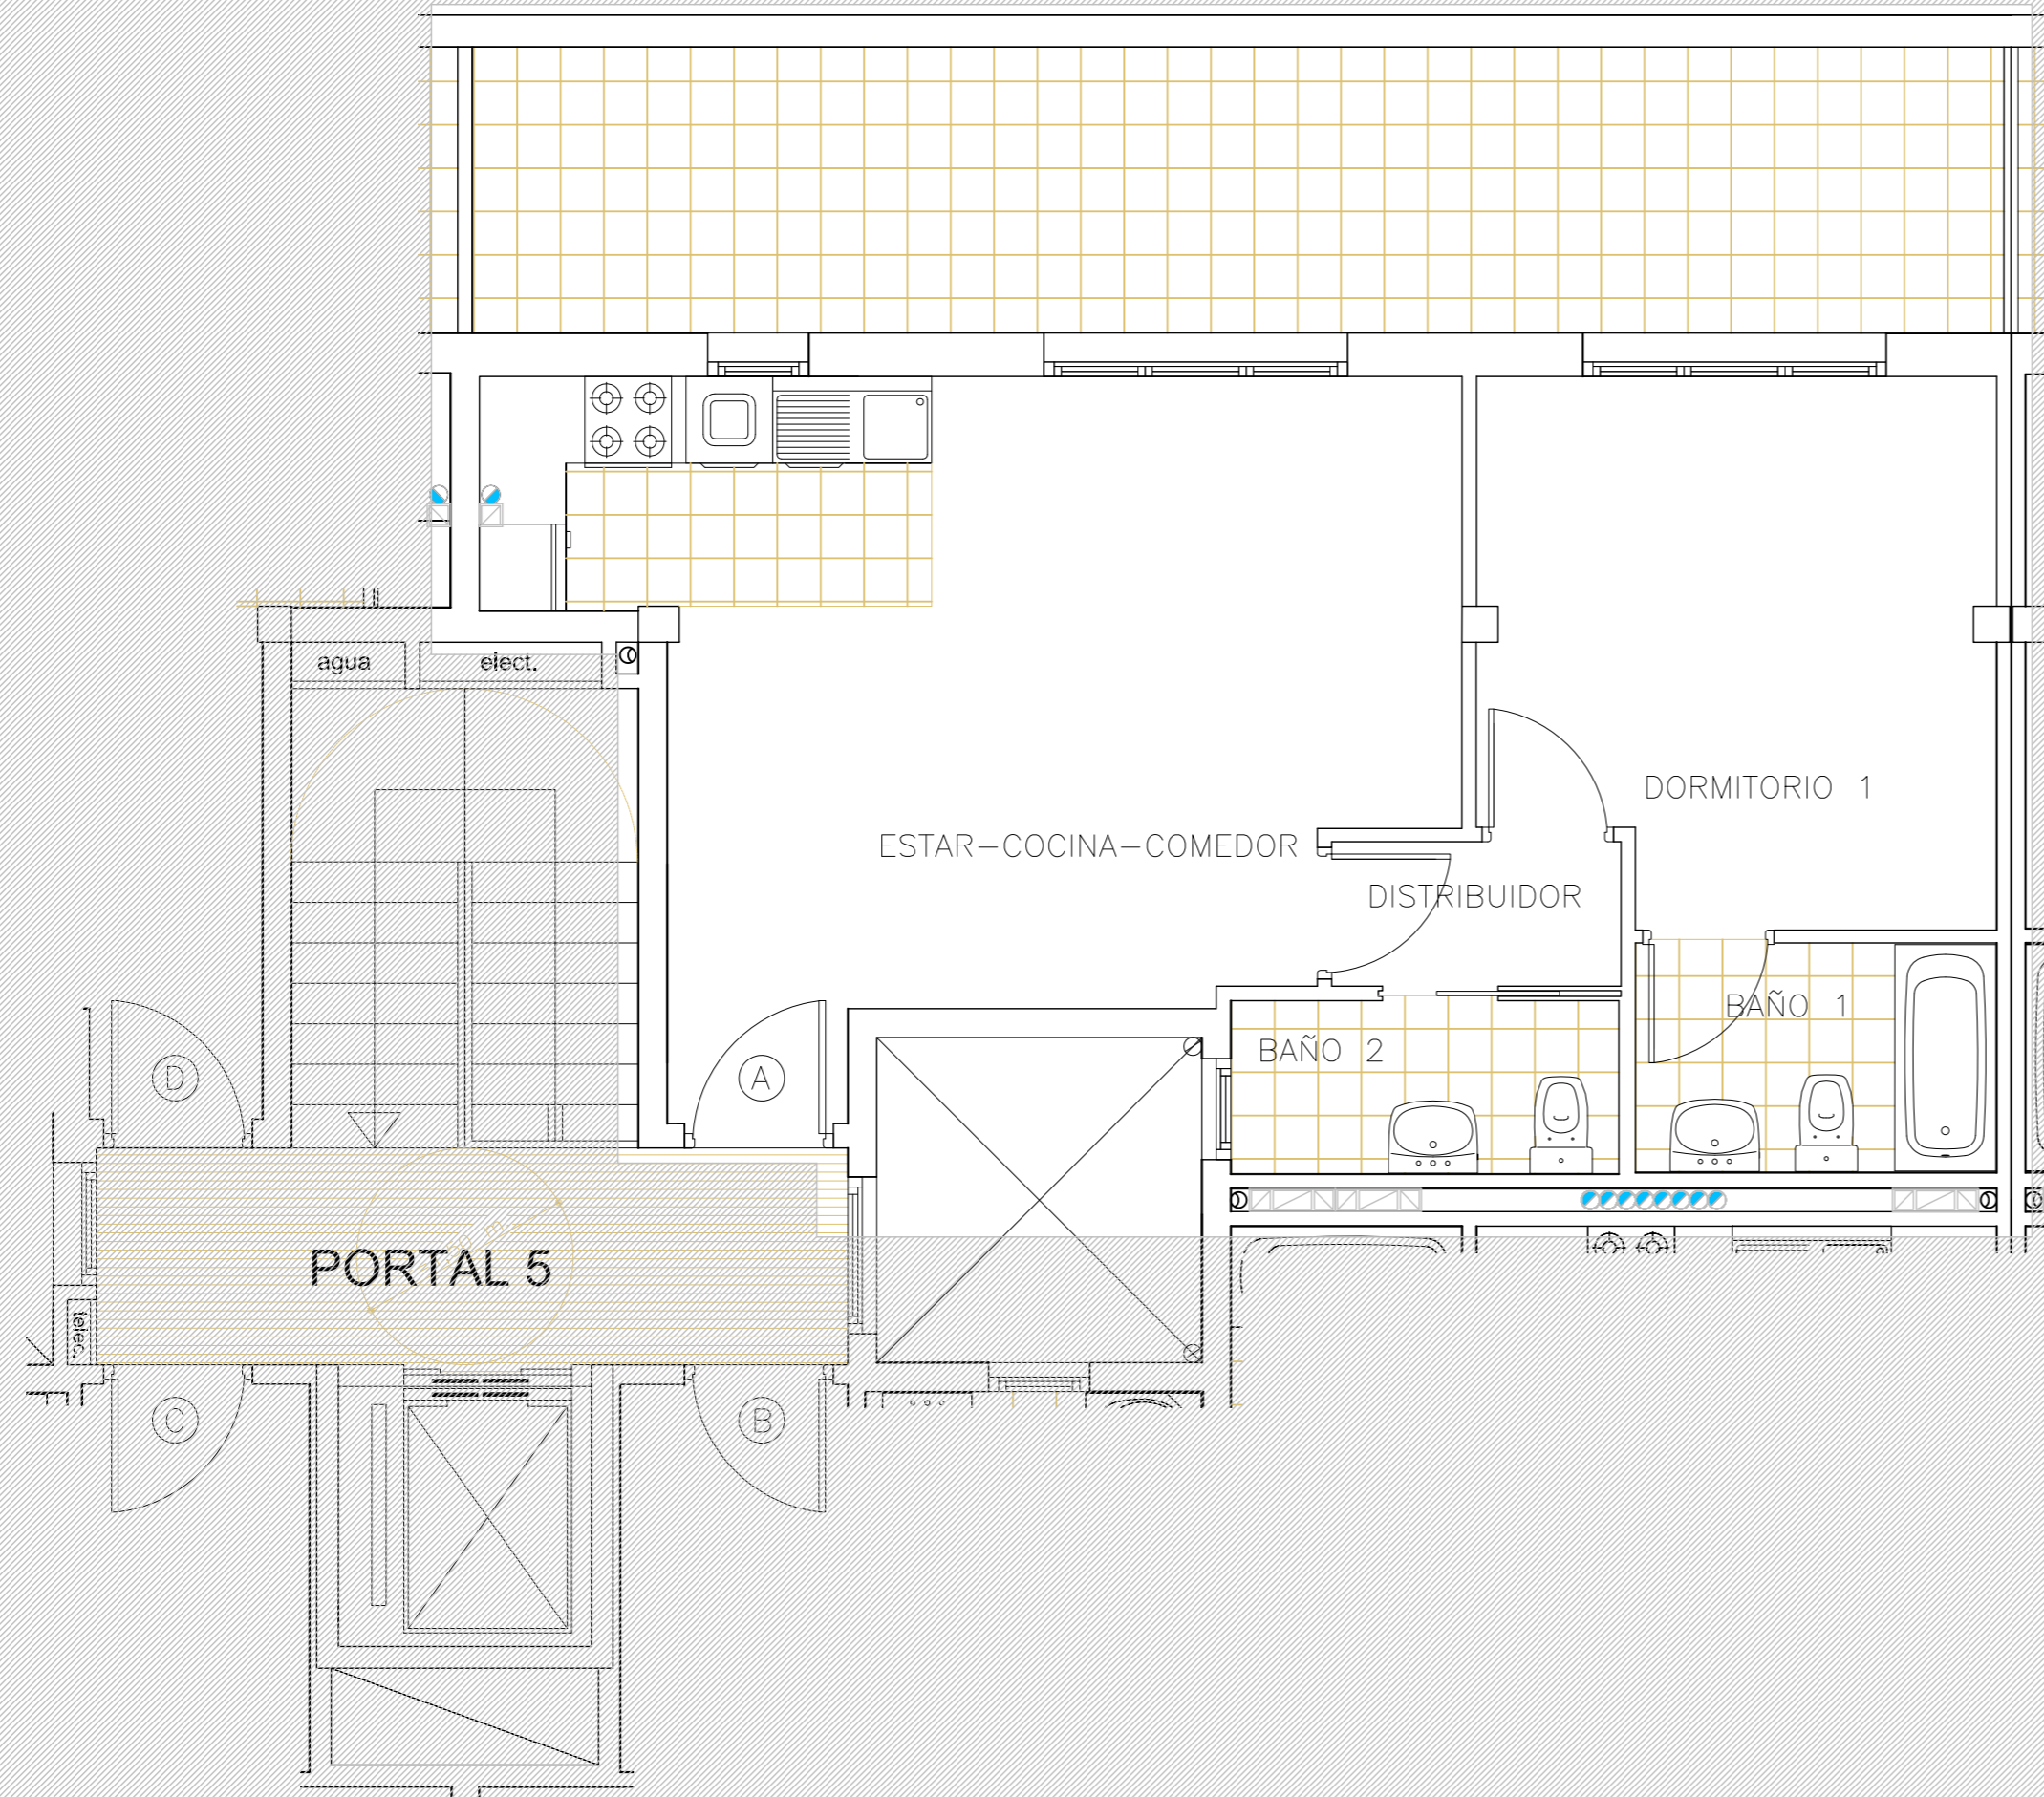 agua
elect.
DORMITORIO 1
ESTAR-COCINA-COMEDOR
DISTRIBUIDOR
BAÑO 1
BAÑO 2
D
A
PORTAL 5
telec.
C
B